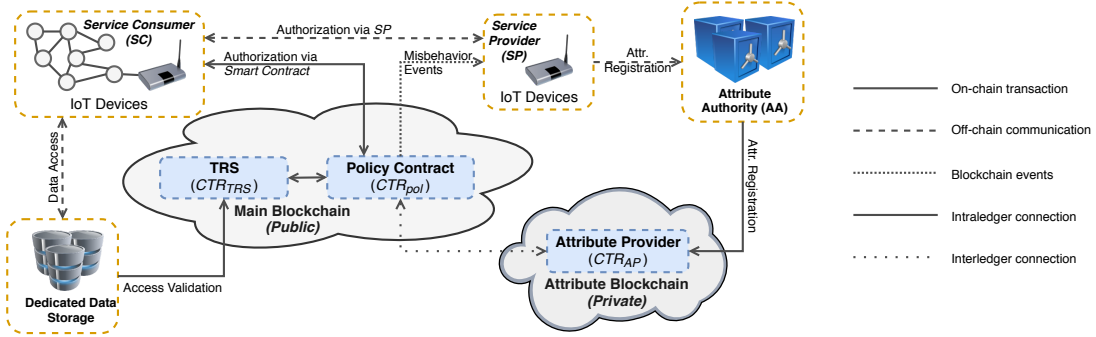 Service Consumer
(SC)
IoT Devices
Authorization via SP
Authorization via
Smart Contract
Misbehavior
Events
Service
Provider
(SP)
IoT Devices
Attr.
Registration
Attribute
Authority (AA)
Attr. Registration
Data Access
TRS
(CTR_TRS)
Policy Contract
(CTR_pol)
Main Blockchain
(Public)
Attribute Provider
(CTR_AP)
Attribute Blockchain
(Private)
Access Validation
Dedicated Data
Storage
On-chain transaction
Off-chain communication
Blockchain events
Intraledger connection
Interledger connection